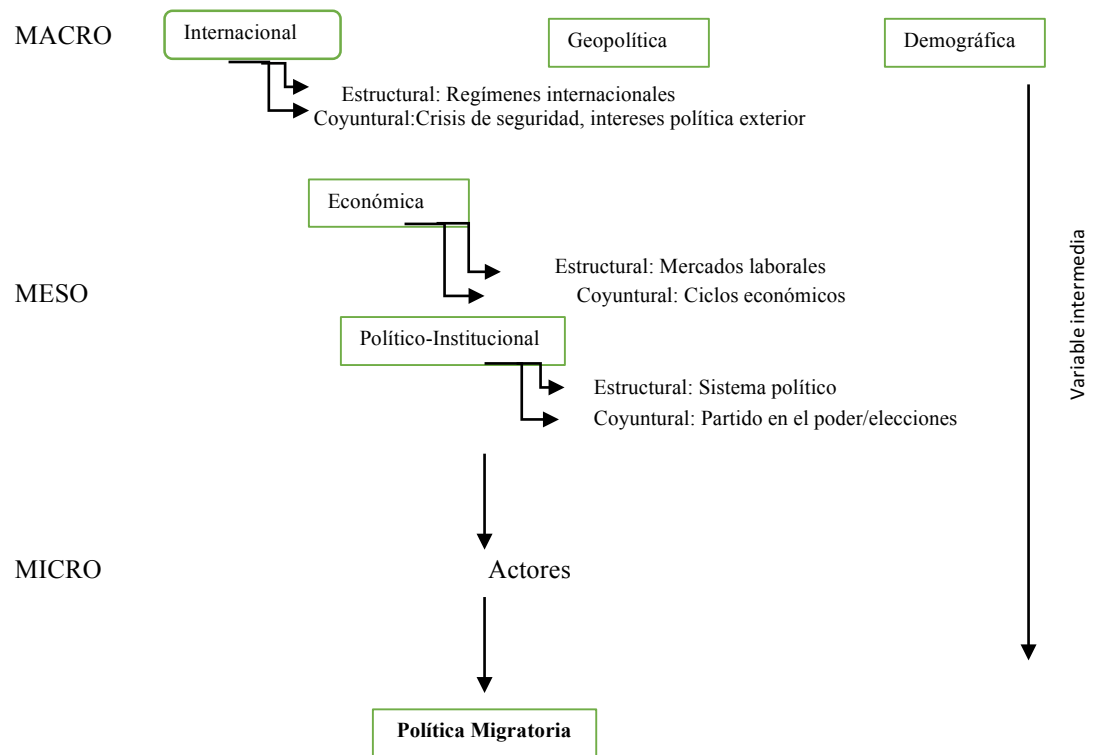 MACRO
Internacional
Geopolítica
Demográfica
Estructural: Regímenes internacionales
Coyuntural:Crisis de seguridad, intereses política exterior
Económica
Estructural: Mercados laborales
MESO
Coyuntural: Ciclos económicos
Político-Institucional
Estructural: Sistema político
Coyuntural: Partido en el poder/elecciones
Variable intermedia
MICRO
Actores
Política Migratoria